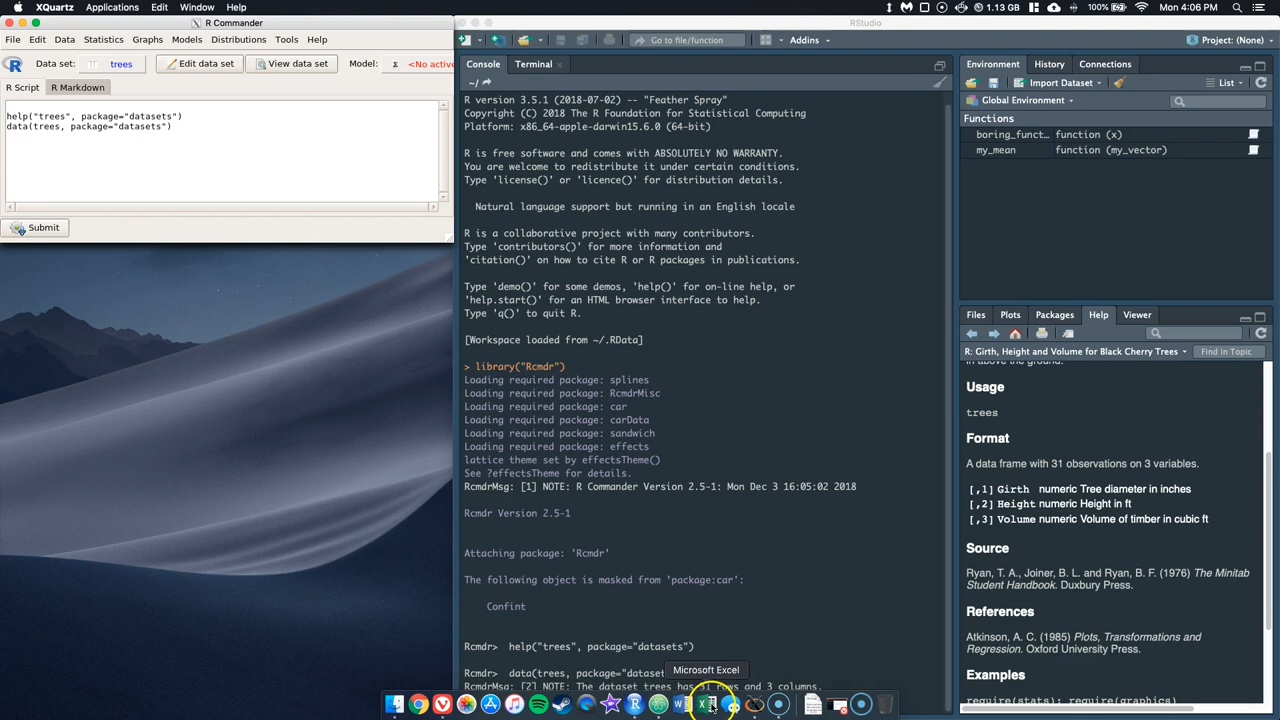 XQuartz Applications Edit Window Help
1.13 GB 100% Mon 4:06 PM
R Commander
File Edit Data Statistics Graphs Models Distributions Tools Help
Data set: trees Edit data set View data set Model: Σ <No active
R Script R Markdown
help("trees", package="datasets")
data(trees, package="datasets")
Submit
RStudio
Go to file/function Addins Project: (None)
Console Terminal
~/
R version 3.5.1 (2018-07-02) -- "Feather Spray"
Copyright (C) 2018 The R Foundation for Statistical Computing
Platform: x86_64-apple-darwin15.6.0 (64-bit)
R is free software and comes with ABSOLUTELY NO WARRANTY.
You are welcome to redistribute it under certain conditions.
Type 'license()' or 'licence()' for distribution details.
Natural language support but running in an English locale
R is a collaborative project with many contributors.
Type 'contributors()' for more information and
'citation()' on how to cite R or R packages in publications.
Type 'demo()' for some demos, 'help()' for on-line help, or
'help.start()' for an HTML browser interface to help.
Type 'q()' to quit R.
[Workspace loaded from ~/.RData]
> library("Rcmdr")
Loading required package: splines
Loading required package: RcmdrMisc
Loading required package: car
Loading required package: carData
Loading required package: sandwich
Loading required package: effects
lattice theme set by effectsTheme()
See ?effectsTheme for details.
RcmdrMsg: [1] NOTE: R Commander Version 2.5-1: Mon Dec 3 16:05:02 2018
Rcmdr Version 2.5-1
Attaching package: 'Rcmdr'
The following object is masked from 'package:car':
Confint
Rcmdr> help("trees", package="datasets")
Rcmdr> data(trees, package="datase
RcmdrMsg: [2] NOTE: The dataset trees has 31 rows and 3 columns.
Microsoft Excel
Environment History Connections
Import Dataset List
Global Environment
Functions
boring_funct… function (x)
my_mean function (my_vector)
Files Plots Packages Help Viewer
R: Girth, Height and Volume for Black Cherry Trees Find in Topic
in above the ground.
Usage
trees
Format
A data frame with 31 observations on 3 variables.
[,1] Girth numeric Tree diameter in inches
[,2] Height numeric Height in ft
[,3] Volume numeric Volume of timber in cubic ft
Source
Ryan, T. A., Joiner, B. L. and Ryan, B. F. (1976) The Minitab
Student Handbook. Duxbury Press.
References
Atkinson, A. C. (1985) Plots, Transformations and
Regression. Oxford University Press.
Examples
require(stats); require(graphics)